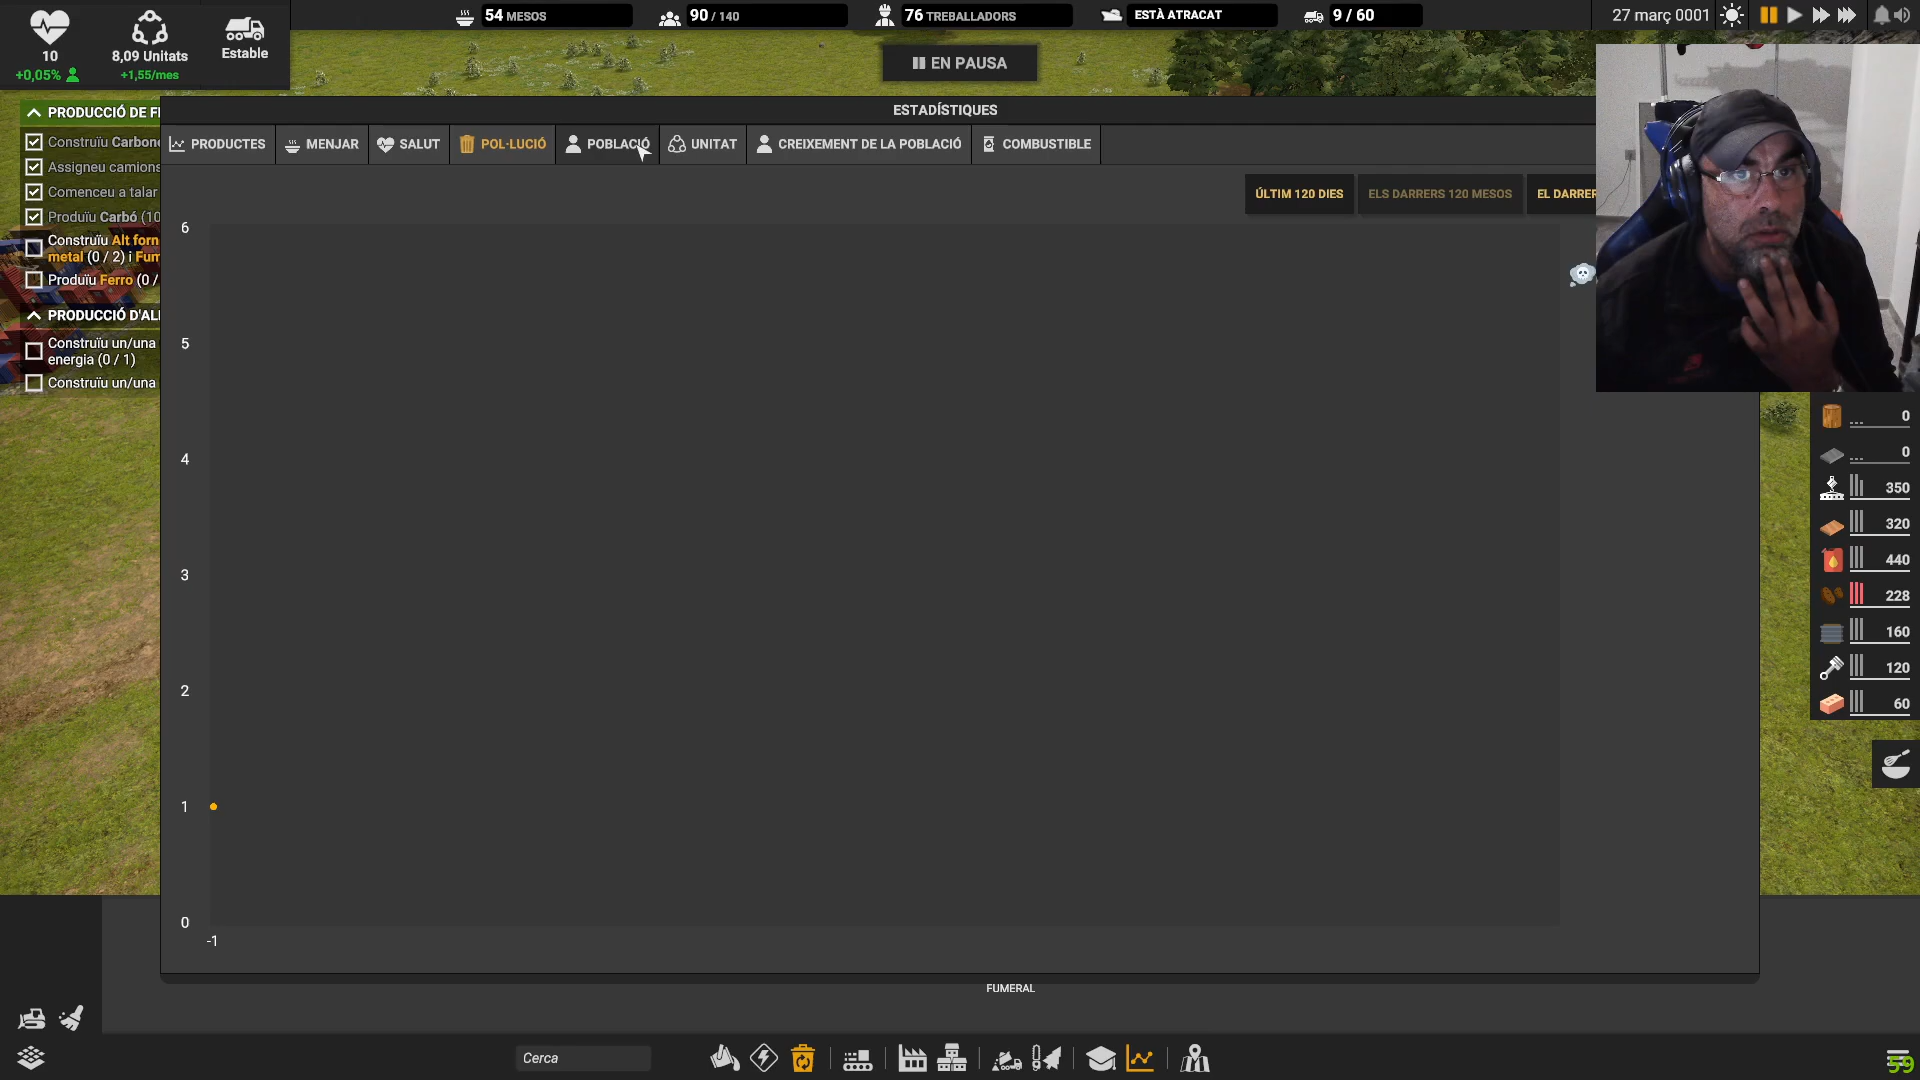 54 MESOS
90 / 140
76 TREBALLADORS
ESTÀ ATRACAT
9 / 60
27 març 0001
10
+0,05%
8,09 Unitats
+1,55/mes
Estable
EN PAUSA
PRODUCCIÓ DE F
Construïu Carbone
Assigneu camions
Comenceu a talar
Produïu Carbó (10
Construïu Alt forn
metal (0 / 2) i Fum
Produïu Ferro (0 /
PRODUCCIÓ D'ALI
Construïu un/una
energia (0 / 1)
Construïu un/una
ESTADÍSTIQUES
PRODUCTES
MENJAR
SALUT
POL·LUCIÓ
POBLACIÓ
UNITAT
CREIXEMENT DE LA POBLACIÓ
COMBUSTIBLE
ÚLTIM 120 DIES
ELS DARRERS 120 MESOS
EL DARRER
6
5
4
3
2
1
0
-1
0
0
350
320
440
228
160
120
60
FUMERAL
Cerca
59